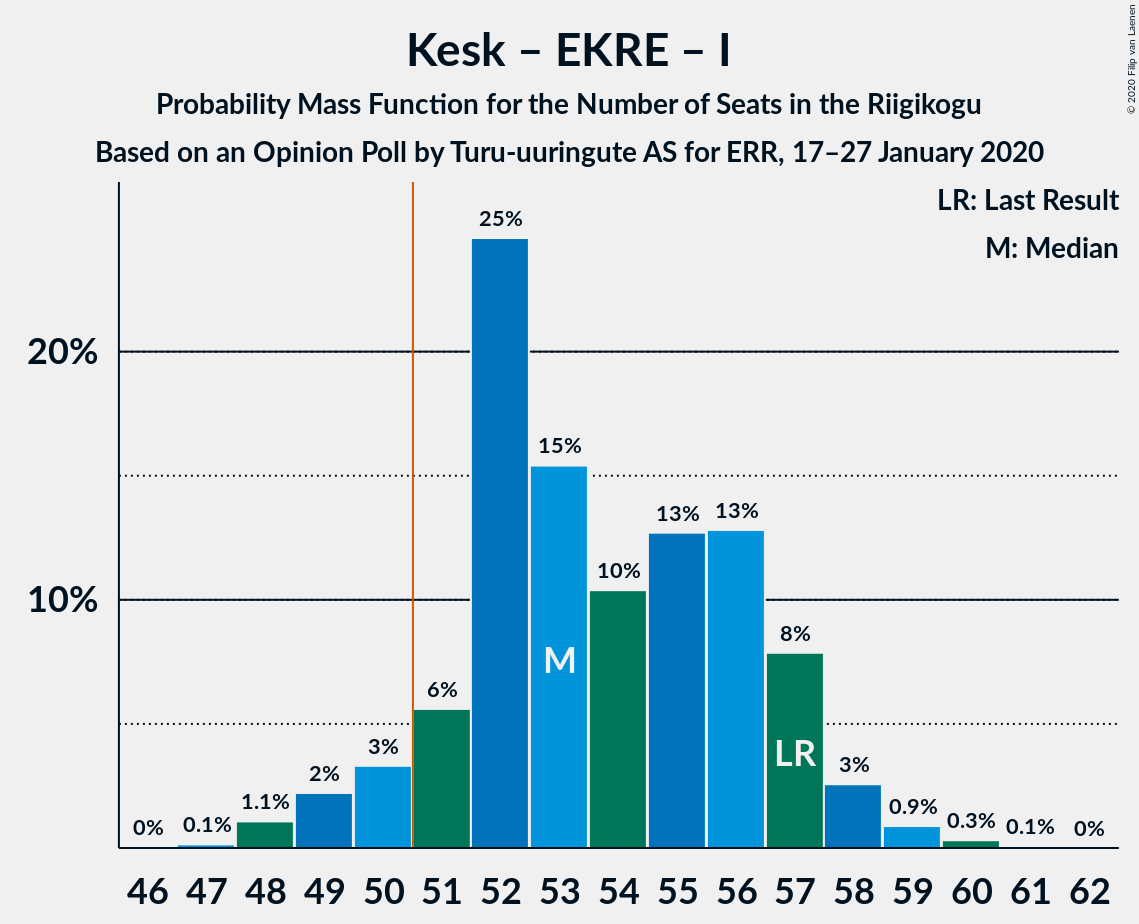 Kesk – EKRE – I
Probability Mass Function for the Number of Seats in the Riigikogu
Based on an Opinion Poll by Turu-uuringute AS for ERR, 17–27 January 2020
© 2020 Filip van Laenen
LR: Last Result
M: Median
20%
10%
0%
0.1%
1.1%
2%
3%
6%
25%
15%
10%
13%
13%
8%
3%
0.9%
0.3%
0.1%
0%
M
LR
46 47 48 49 50 51 52 53 54 55 56 57 58 59 60 61 62